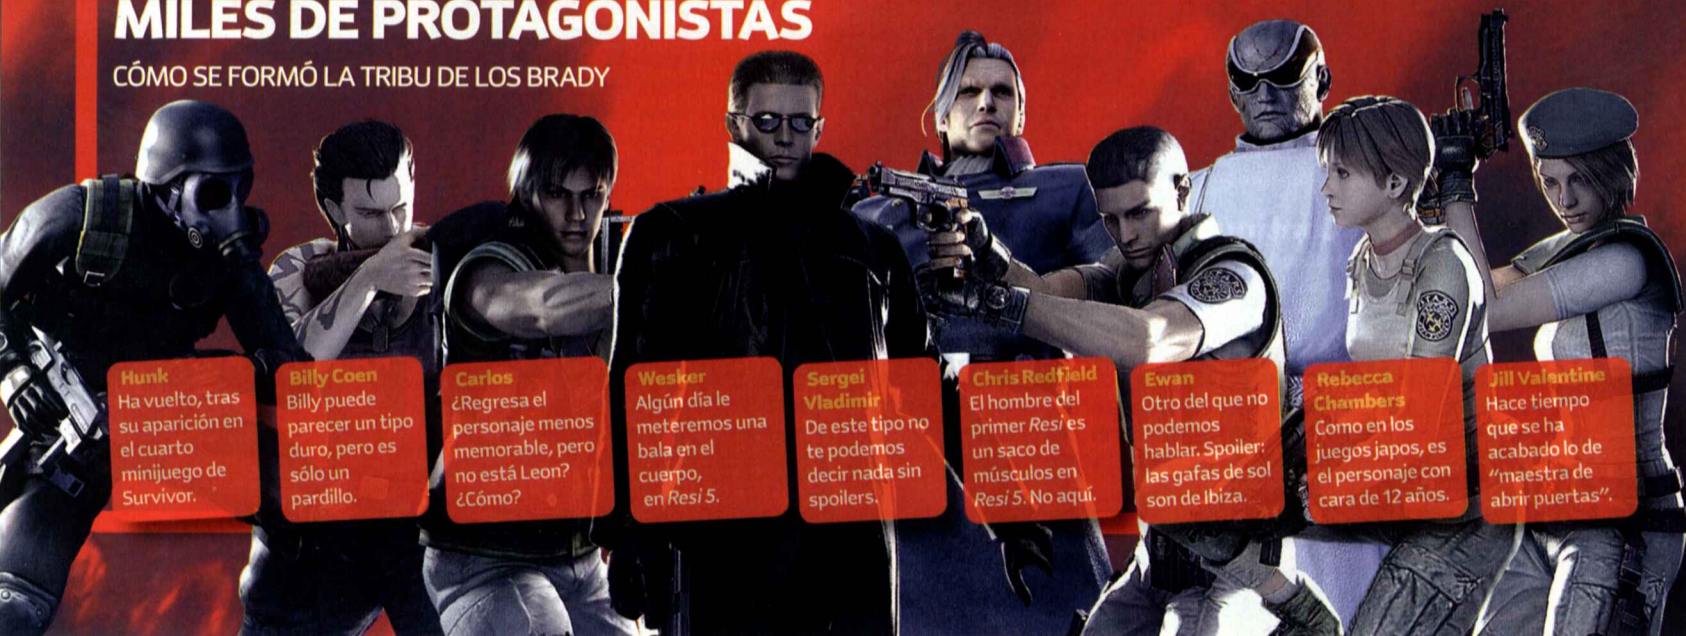 MILES DE PROTAGONISTAS
CÓMO SE FORMÓ LA TRIBU DE LOS BRADY
Hunk
Ha vuelto, tras
su aparición en
el cuarto
minijuego de
Survivor.
Billy Coen
Billy puede
parecer un tipo
duro, pero es
sólo un
pardillo.
Carlos
¿Regresa el
personaje menos
memorable, pero
no está Leon?
¿Cómo?
Wesker
Algún día le
meteremos una
bala en el
cuerpo,
en Resi 5.
Sergei
Vladimir
De este tipo no
te podemos
decir nada sin
spoilers.
Chris Redfield
El hombre del
primer Resi es
un saco de
músculos en
Resi 5. No aquí.
Ewan
Otro del que no
podemos
hablar. Spoiler:
las gafas de sol
son de Ibiza.
Rebecca
Chambers
Como en los
juegos japos, es
el personaje con
cara de 12 años.
Jill Valentine
Hace tiempo
que se ha
acabado lo de
"maestra de
abrir puertas".